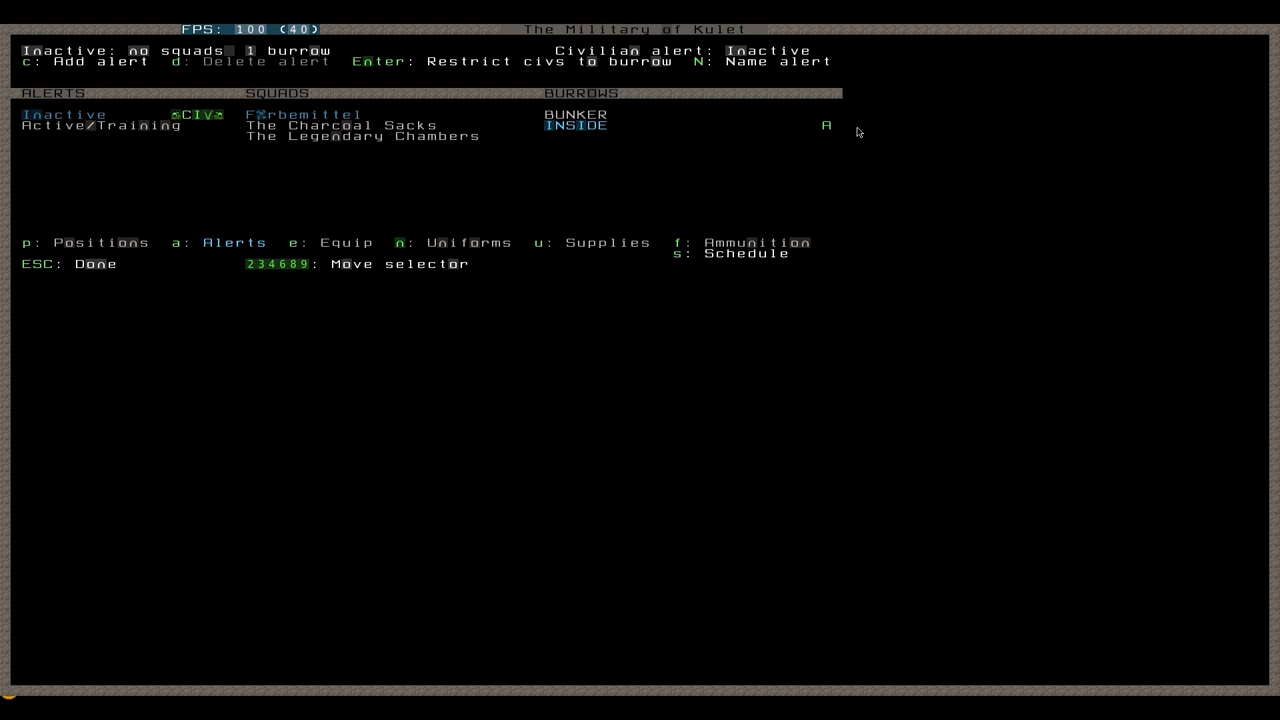 FPS: 100 (40)
The Military of Kulet
Inactive: no squads 1 burrow
Civilian alert: Inactive
c: Add alert d: Delete alert Enter: Restrict civs to burrow N: Name alert
ALERTS SQUADS BURROWS
Inactive CIV Färbemittel BUNKER
Active/Training The Charcoal Sacks INSIDE A
The Legendary Chambers
p: Positions a: Alerts e: Equip n: Uniforms u: Supplies f: Ammunition
s: Schedule
ESC: Done 234689: Move selector